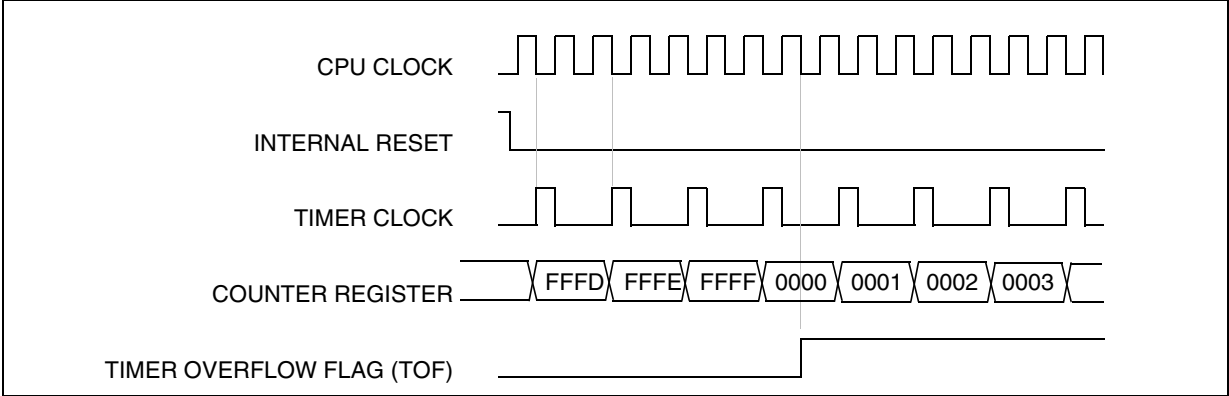 CPU CLOCK
INTERNAL RESET
TIMER CLOCK
COUNTER REGISTER FFFD FFFE FFFF 0000 0001 0002 0003
TIMER OVERFLOW FLAG (TOF)